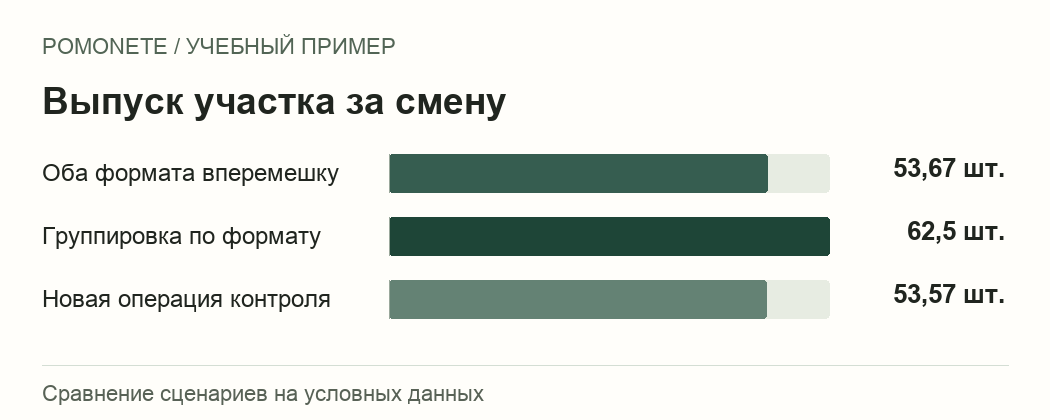 POMONETE / УЧЕБНЫЙ ПРИМЕР
Выпуск участка за смену
Оба формата вперемешку 53,67 шт.
Группировка по формату 62,5 шт.
Новая операция контроля 53,57 шт.
Сравнение сценариев на условных данных